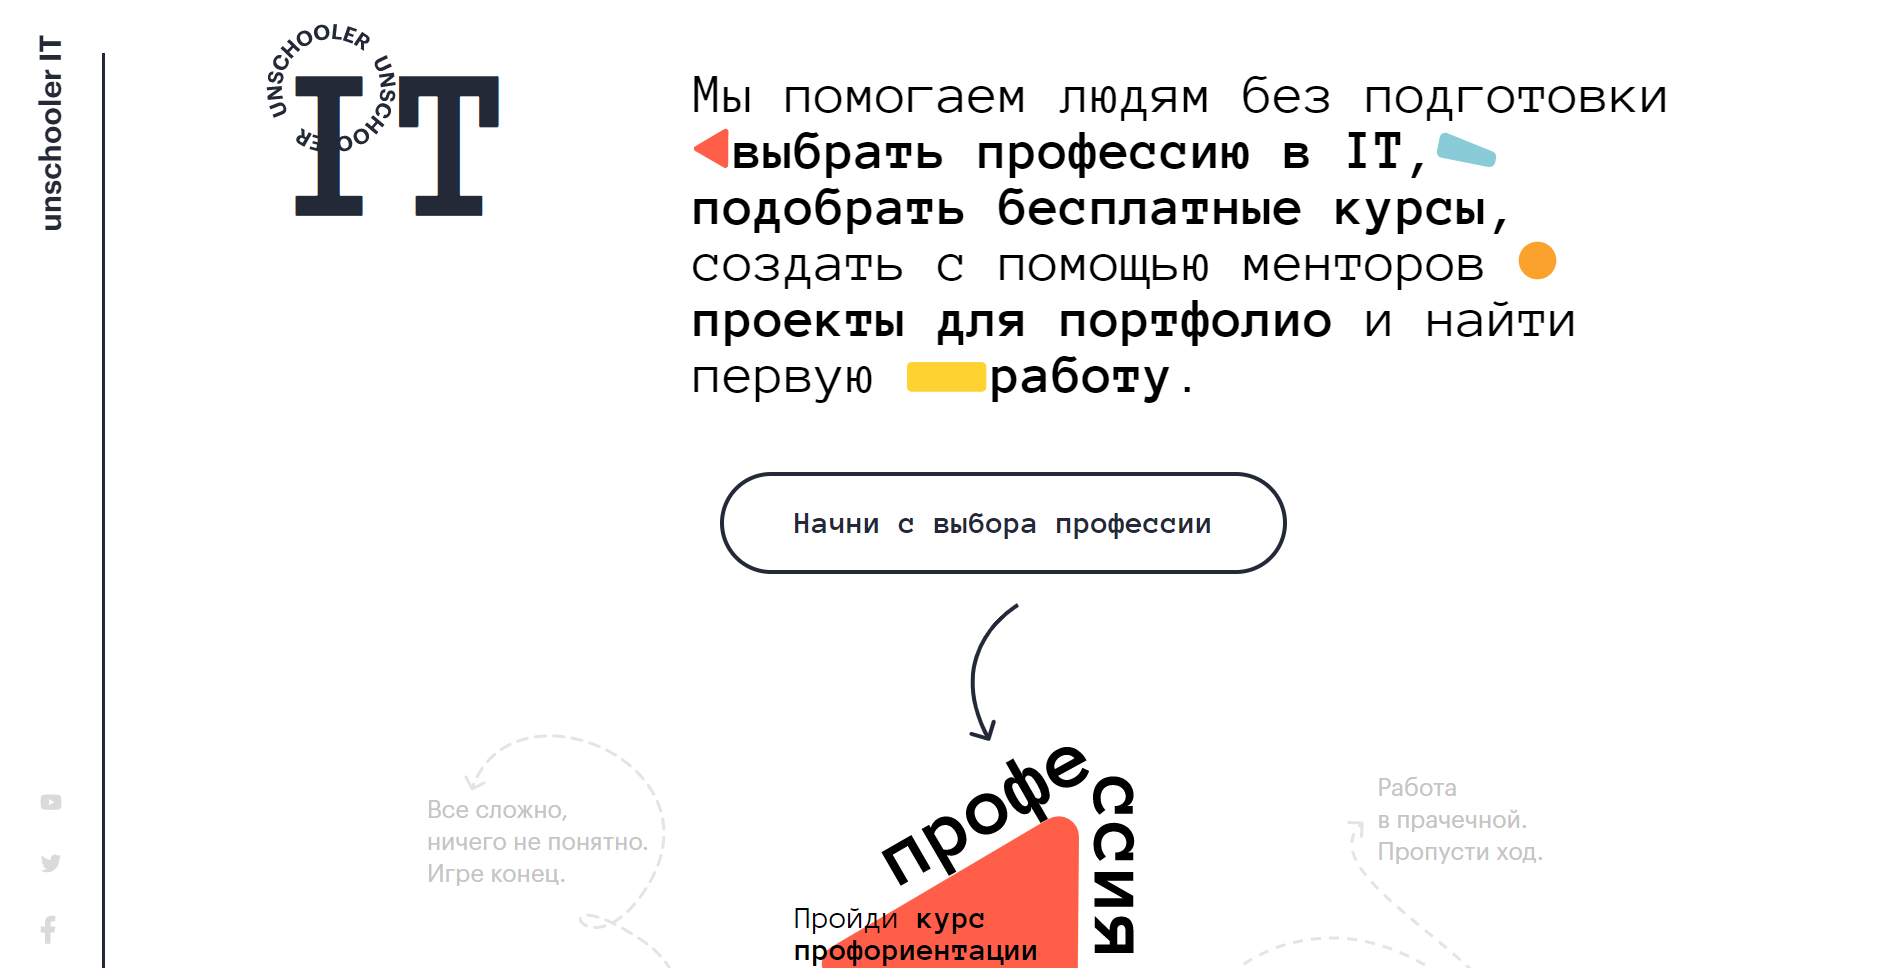 unschooler IT
UNSCHOOLER UNSCHOOLER
IT
Мы помогаем людям без подготовки
выбрать профессию в IT,
подобрать бесплатные курсы,
создать с помощью менторов
проекты для портфолио и найти
первую работу.
Начни с выбора профессии
профессия
Все сложно,
ничего не понятно.
Игре конец.
Работа
в прачечной.
Пропусти ход.
Пройди курс
профориентации